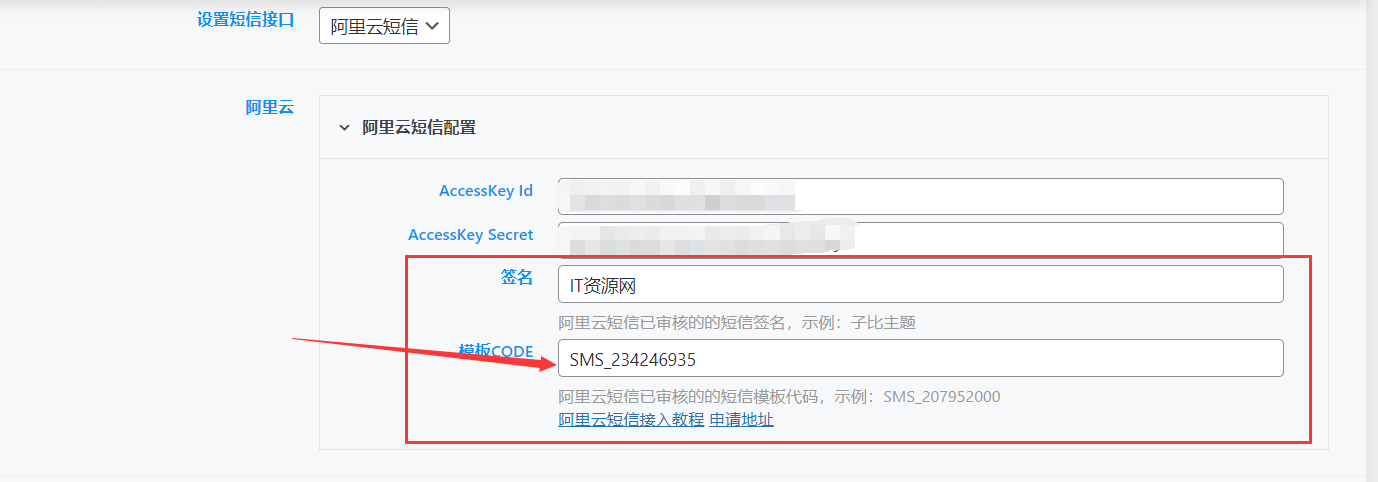 设置短信接口
阿里云短信
阿里云
阿里云短信配置
AccessKey Id
AccessKey Secret
签名
IT资源网
阿里云短信已审核的的短信签名，示例：子比主题
模板CODE
SMS_234246935
阿里云短信已审核的的短信模板代码，示例：SMS_207952000
阿里云短信接入教程 申请地址